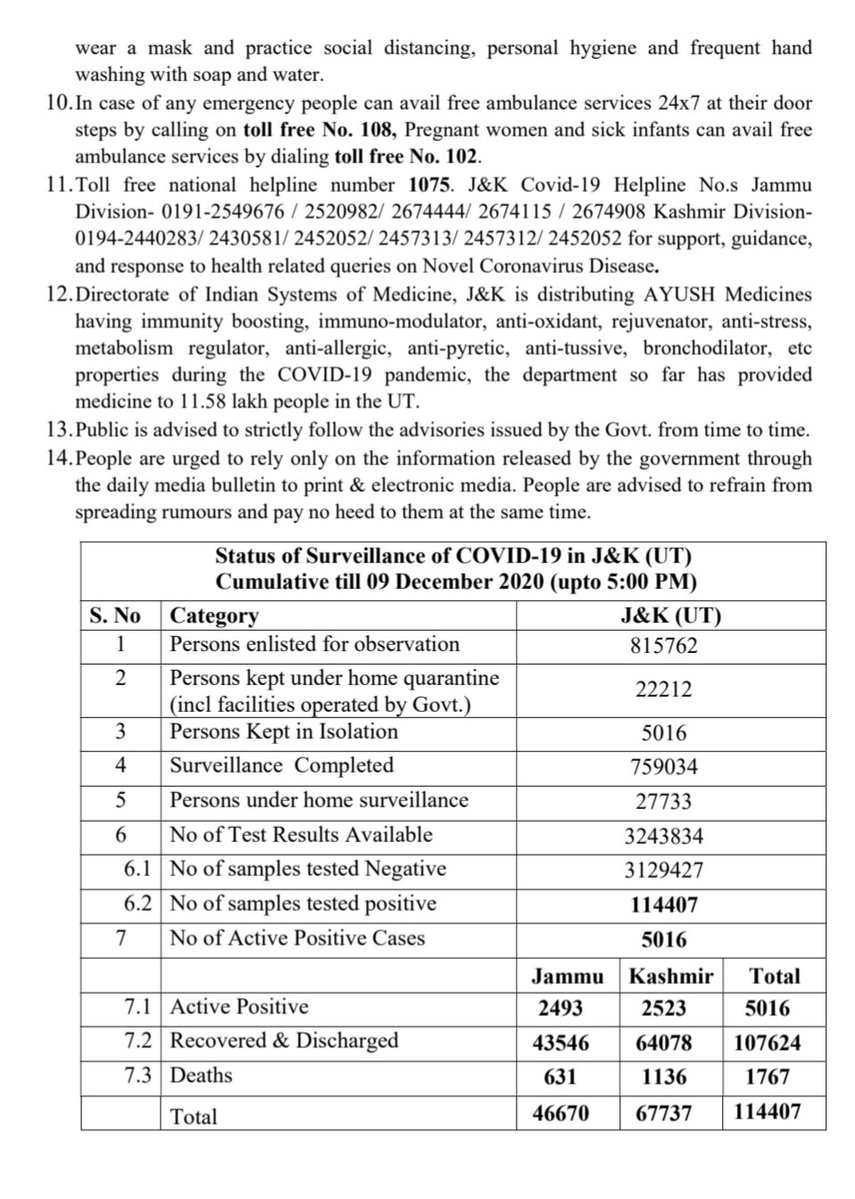 wear a mask and practice social distancing, personal hygiene and frequent hand
washing with soap and water.
10.In case of any emergency people can avail free ambulance services 24x7 at their door
steps by calling on toll free No. 108, Pregnant women and sick infants can avail free
ambulance services by dialing toll free No. 102.
11.Toll free national helpline number 1075. J&K Covid-19 Helpline No.s Jammu
Division- 0191-2549676 / 2520982/ 2674444/ 2674115 / 2674908 Kashmir Division-
0194-2440283/ 2430581/ 2452052/ 2457313/ 2457312/ 2452052 for support, guidance,
and response to health related queries on Novel Coronavirus Disease.
12.Directorate of Indian Systems of Medicine, J&K is distributing AYUSH Medicines
having immunity boosting, immuno-modulator, anti-oxidant, rejuvenator, anti-stress,
metabolism regulator, anti-allergic, anti-pyretic, anti-tussive, bronchodilator, etc
properties during the COVID-19 pandemic, the department so far has provided
medicine to 11.58 lakh people in the UT.
13.Public is advised to strictly follow the advisories issued by the Govt. from time to time.
14.People are urged to rely only on the information released by the government through
the daily media bulletin to print & electronic media. People are advised to refrain from
spreading rumours and pay no heed to them at the same time.
Status of Surveillance of COVID-19 in J&K (UT)
Cumulative till 09 December 2020 (upto 5:00 PM)
S. No Category J&K (UT)
1 Persons enlisted for observation 815762
2 Persons kept under home quarantine
(incl facilities operated by Govt.) 22212
3 Persons Kept in Isolation 5016
4 Surveillance Completed 759034
5 Persons under home surveillance 27733
6 No of Test Results Available 3243834
6.1 No of samples tested Negative 3129427
6.2 No of samples tested positive 114407
7 No of Active Positive Cases 5016
Jammu Kashmir Total
7.1 Active Positive 2493 2523 5016
7.2 Recovered & Discharged 43546 64078 107624
7.3 Deaths 631 1136 1767
Total 46670 67737 114407